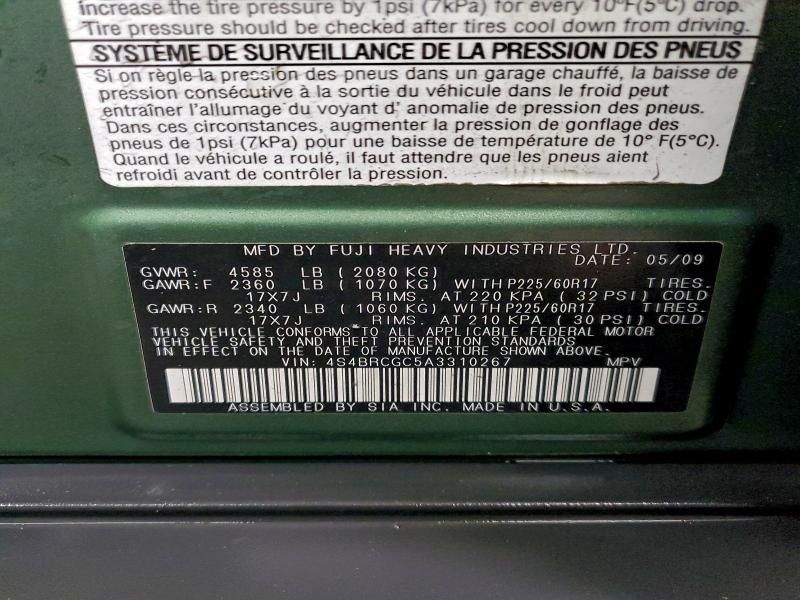 increase the tire pressure by 1psi (7kPa) for every 10°F(5°C) drop.
Tire pressure should be checked after tires cool down from driving.
SYSTÈME DE SURVEILLANCE DE LA PRESSION DES PNEUS
Si on règle la pression des pneus dans un garage chauffé, la baisse de
pression consécutive à la sortie du véhicule dans le froid peut
entraîner l'allumage du voyant d' anomalie de pression des pneus.
Dans ces circonstances, augmenter la pression de gonflage des
pneus de 1psi (7kPa) pour une baisse de température de 10° F(5°C).
Quand le véhicule a roulé, il faut attendre que les pneus aient
refroidi avant de contrôler la pression.
MFD BY FUJI HEAVY INDUSTRIES LTD.
DATE: 05/09
GVWR: 4585 LB ( 2080 KG)
GAWR:F 2360 LB ( 1070 KG) WITH P225/60R17 TIRES.
17X7J RIMS. AT 220 KPA ( 32 PSI) COLD
GAWR:R 2340 LB ( 1060 KG) WITH P225/60R17 TIRES.
17X7J RIMS. AT 210 KPA ( 30 PSI) COLD
THIS VEHICLE CONFORMS TO ALL APPLICABLE FEDERAL MOTOR
VEHICLE SAFETY AND THEFT PREVENTION STANDARDS
IN EFFECT ON THE DATE OF MANUFACTURE SHOWN ABOVE.
VIN: 4S4BRCGC5A3310267 MPV
ASSEMBLED BY SIA INC. MADE IN U.S.A.